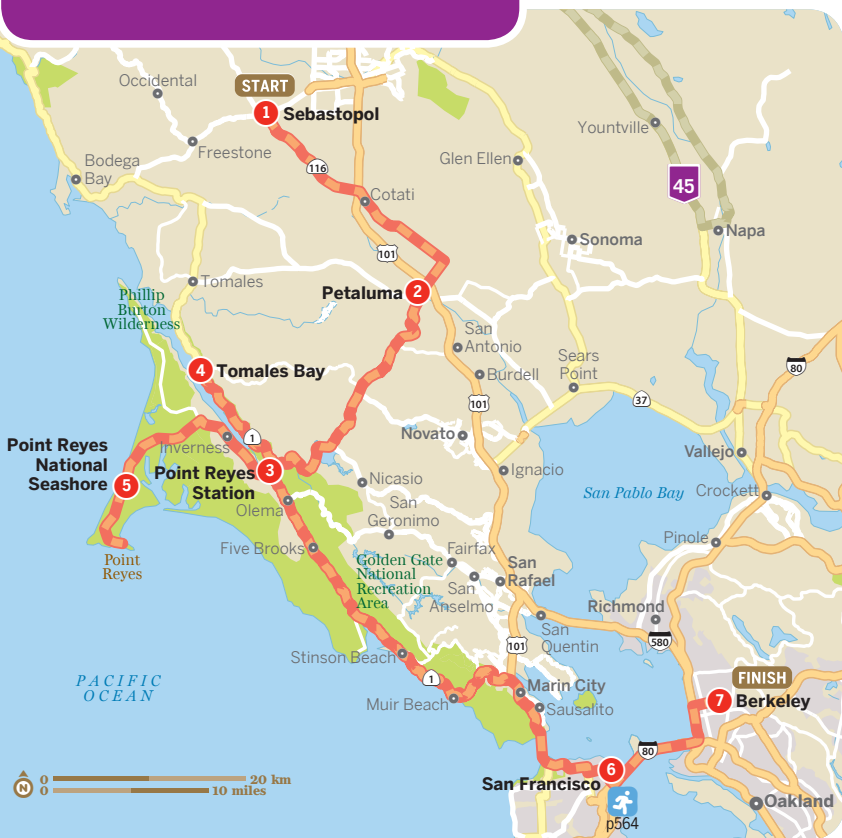 Occidental
START
1 Sebastopol
Yountville
Freestone
116
Glen Ellen
Bodega
Bay
45
Cotati
Napa
Sonoma
101
Tomales
Petaluma 2
Phillip
Burton
Wilderness
San
Antonio
Sears
Point
80
4 Tomales Bay
Burdell
37
101
Novato
1
Inverness
Point Reyes
National
Seashore
5
Point Reyes
Station
3
Vallejo
Ignacio
Nicasio
San Pablo Bay
Crockett
Olema
San
Geronimo
Pinole
Five Brooks
Fairfax
Golden Gate
National
Recreation
Area
Point
Reyes
San
Rafael
San
Anselmo
Richmond
San
Quentin
580
101
Stinson Beach
1
PACIFIC
OCEAN
FINISH
7 Berkeley
Marin City
Muir Beach
Sausalito
80
6
San Francisco
N
0 20 km
0 10 miles
p564
Oakland